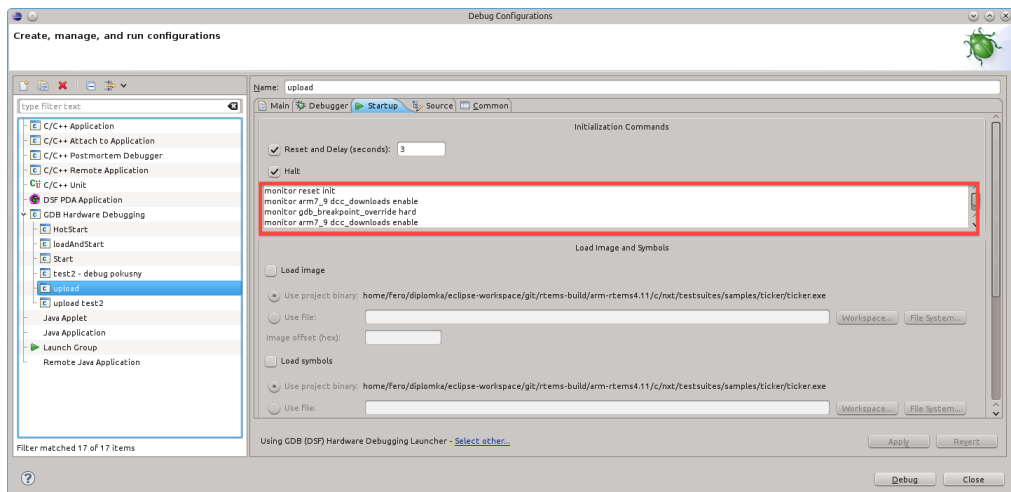 Debug Configurations
Create, manage, and run configurations
type filter text
C/C++ Application
C/C++ Attach to Application
C/C++ Postmortem Debugger
C/C++ Remote Application
C/C++ Unit
DSF PDA Application
GDB Hardware Debugging
HotStart
loadAndStart
Start
test2 - debug pokusny
upload
upload test2
Java Applet
Java Application
Launch Group
Remote Java Application
Filter matched 17 of 17 items
Name: upload
Main Debugger Startup Source Common
Initialization Commands
Reset and Delay (seconds): 3
Halt
monitor reset init
monitor arm7_9 dcc_downloads enable
monitor gdb_breakpoint_override hard
monitor arm7_9 dcc_downloads enable
Load Image and Symbols
Load image
Use project binary: home/fero/diplomka/eclipse-workspace/git/rtems-build/arm-rtems4.11/c/nxt/testsuites/samples/ticker/ticker.exe
Use file: Workspace... File System...
Image offset (hex):
Load symbols
Use project binary: home/fero/diplomka/eclipse-workspace/git/rtems-build/arm-rtems4.11/c/nxt/testsuites/samples/ticker/ticker.exe
Use file: Workspace... File System...
Using GDB (DSF) Hardware Debugging Launcher - Select other...
Apply Revert
Debug Close